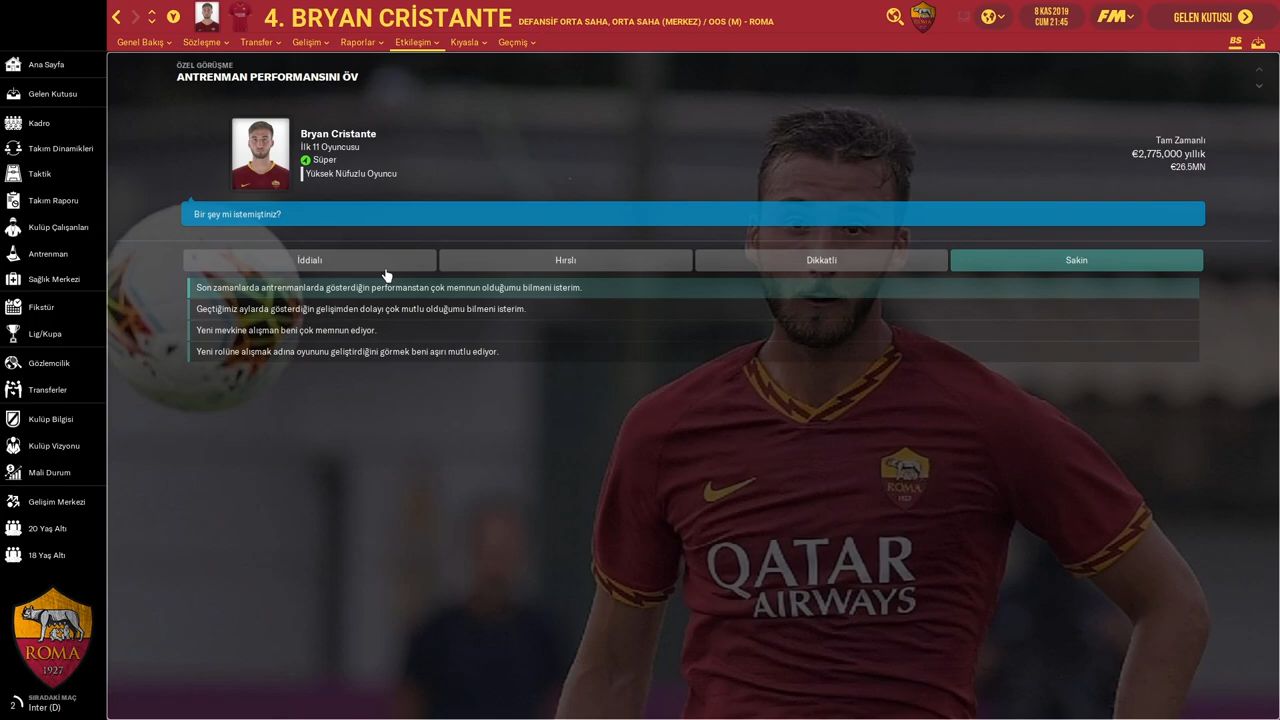 4. BRYAN CRİSTANTE
DEFANSİF ORTA SAHA, ORTA SAHA (MERKEZ) / OOS (M) - ROMA
8 KAS 2019
CUM 21:45
FM
GELEN KUTUSU
Genel Bakış
Sözleşme
Transfer
Gelişim
Raporlar
Etkileşim
Kıyasla
Geçmiş
BS
Ana Sayfa
Gelen Kutusu
Kadro
Takım Dinamikleri
Taktik
Takım Raporu
Kulüp Çalışanları
Antrenman
Sağlık Merkezi
Fikstür
Lig/Kupa
Gözlemcilik
Transferler
Kulüp Bilgisi
Kulüp Vizyonu
Mali Durum
Gelişim Merkezi
20 Yaş Altı
18 Yaş Altı
ROMA
1927
2
SIRADAKİ MAÇ
Inter (D)
ÖZEL GÖRÜŞME
ANTRENMAN PERFORMANSINI ÖV
Bryan Cristante
İlk 11 Oyuncusu
Süper
Yüksek Nüfuzlu Oyuncu
Tam Zamanlı
€2,775,000 yıllık
€26.5MN
Bir şey mi istemiştiniz?
İddialı
Hırslı
Dikkatli
Sakin
Son zamanlarda antrenmanlarda gösterdiğin performanstan çok memnun olduğumu bilmeni isterim.
Geçtiğimiz aylarda gösterdiğin gelişimden dolayı çok mutlu olduğumu bilmeni isterim.
Yeni mevkine alışman beni çok memnun ediyor.
Yeni rolüne alışmak adına oyununu geliştirdiğini görmek beni aşırı mutlu ediyor.
ROMA
1927
QATAR
AIRWAYS